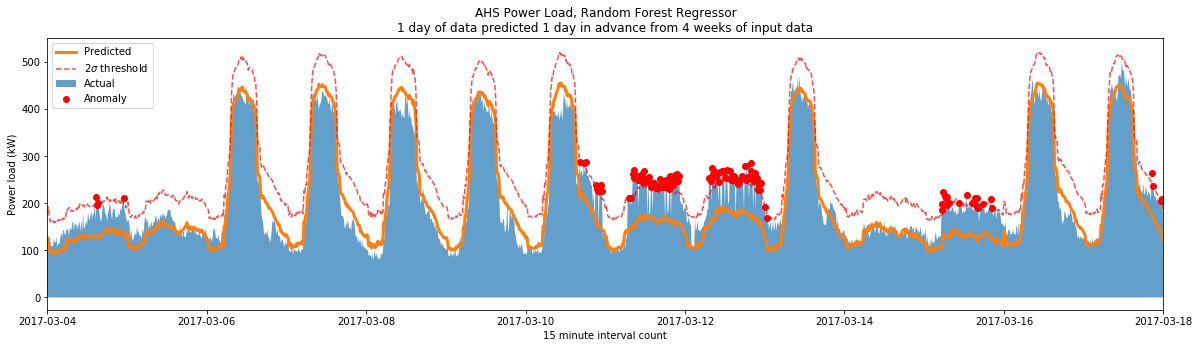 AHS Power Load, Random Forest Regressor
1 day of data predicted 1 day in advance from 4 weeks of input data
Predicted
2σ threshold
Actual
Anomaly
Power load (kW)
500
400
300
200
100
0
2017-03-04
2017-03-06
2017-03-08
2017-03-10
2017-03-12
2017-03-14
2017-03-16
2017-03-18
15 minute interval count